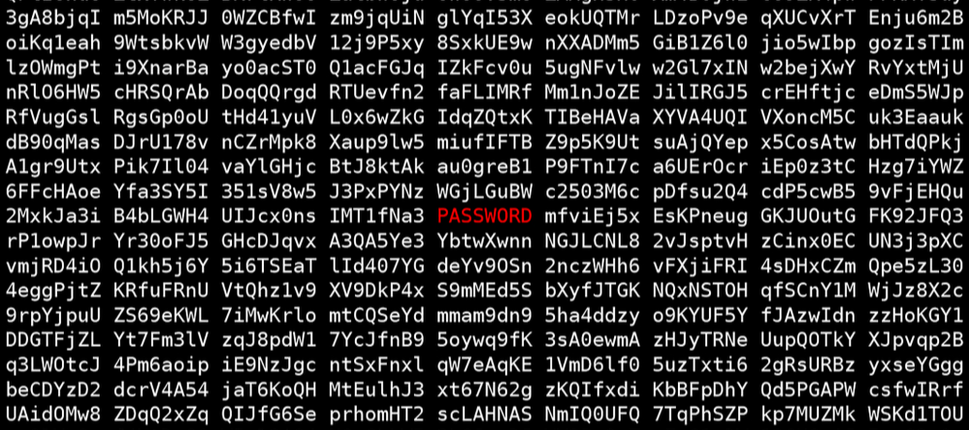 3gA8bjqI m5MoKRJJ 0WZCBfwI zm9jqUiN glYqI53X eokUQTMr LDzoPv9e qXUCvXrT Enju6m2B
oiKq1eah 9WtsbkvW W3gyedbV 12j9P5xy 8SxkUE9w nXXADMm5 GiB1Z6l0 jio5wIbp gozIsTIm
lzOWmgPt i9XnarBa yo0acST0 Q1acFGJq IZkFcv0u 5ugNFvlw w2Gl7xIN w2bejXwY RvYxtMjU
nRlO6HW5 cHRSQrAb DoqQQrgd RTUevfn2 faFLIMRf Mm1nJoZE JilIRGJ5 crEHftjc eDmS5WJp
RfVugGsl RgsGp0oU tHd41yuV L0x6wZkG IdqZQtxK TIBeHAVa XYVA4UQI VXoncM5C uk3Eaauk
dB90qMas DJrU178v nCZrMpk8 Xaup9lw5 miufIFTB Z9p5K9Ut suAjQYep x5CosAtw bHTdQPkj
A1gr9Utx Pik7Il04 vaYlGHjc BtJ8ktAk au0greB1 P9FTnI7c a6UErOcr iEp0z3tC Hzg7iYWZ
6FFcHAoe Yfa3SY5I 351sV8w5 J3PxPYNz WGjLGuBW c2503M6c pDfsu2Q4 cdP5cwB5 9vFjEHQu
2MxkJa3i B4bLGWH4 UIJcx0ns IMT1fNa3 PASSWORD mfviEj5x EsKPneug GKJUOutG FK92JFQ3
rP1owpJr Yr30oFJ5 GHcDJqvx A3QA5Ye3 YbtwXwnn NGJLCNL8 2vJsptvH zCinx0EC UN3j3pXC
vmjRD4iO Q1kh5j6Y 5i6TSEaT lId407YG deYv9OSn 2nczWHh6 vFXjiFRI 4sDHxCZm Qpe5zL30
4eggPjtZ KRfuFRnU VtQhz1v9 XV9DkP4x S9mMEd5S bXyfJTGK NQxNSTOH qfSCnY1M WjJz8X2c
9rpYjpuU ZS69eKWL 7iMwKrlo mtCQSeYd mmam9dn9 5ha4ddzy o9KYUF5Y fJAzwIdn zzHoKGY1
DDGTFjZL Yt7Fm3lV zqJ8pdW1 7YcJfnB9 5oywq9fK 3sA0ewmA zHJyTRNe UupQOTkY XJpvqp2B
q3LWOtcJ 4Pm6aoip iE9NzJgc ntSxFnxl qW7eAqKE 1VmD6lf0 5uzTxti6 2gRsURBz yxseYGgg
beCDYzD2 dcrV4A54 jaT6KoQH MtEulhJ3 xt67N62g zKQIfxdi KbBFpDhY Qd5PGAPW csfwIRrf
UAidOMw8 ZDqQ2xZq QIJfG6Se prhomHT2 scLAHNAS NmIQ0UFQ 7TqPhSZP kp7MUZMk WSKd1TOU